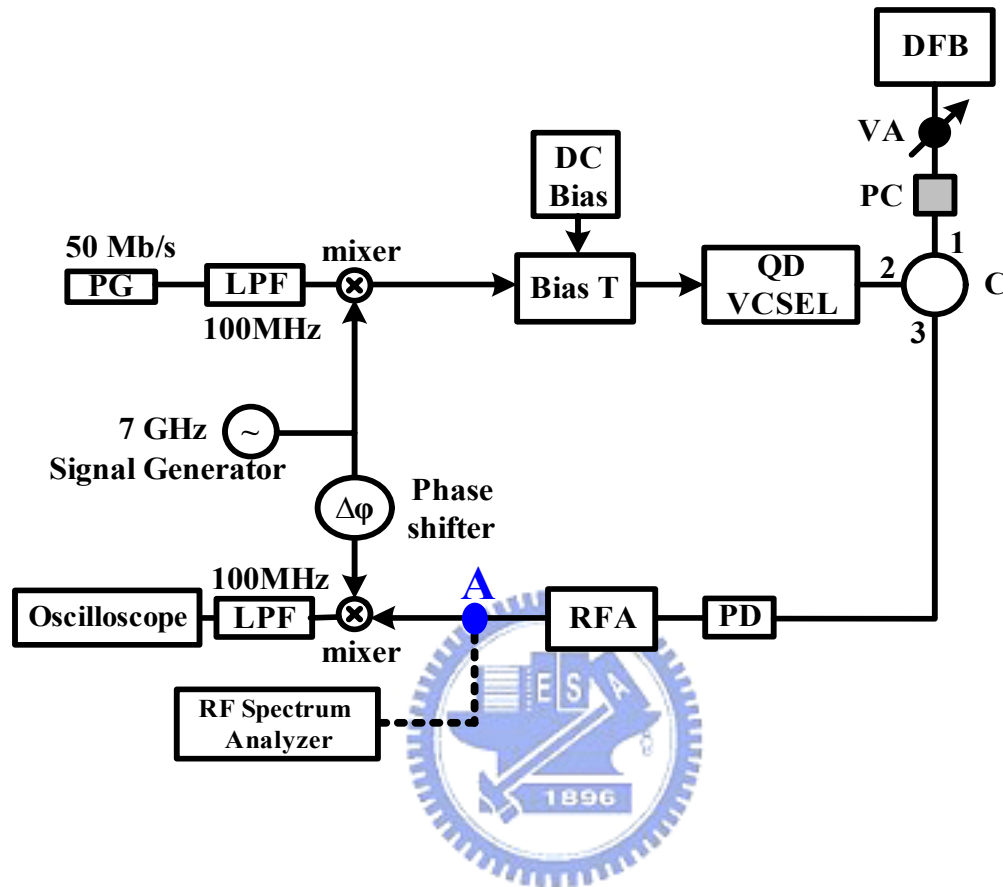 DFB
VA
PC
DC
Bias
50 Mb/s
PG
LPF
100MHz
mixer
Bias T
QD
VCSEL
1
2
3
C
7 GHz
Signal Generator
~
Δφ
Phase
shifter
100MHz
Oscilloscope
LPF
mixer
A
RFA
PD
RF Spectrum
Analyzer
E S A
1896